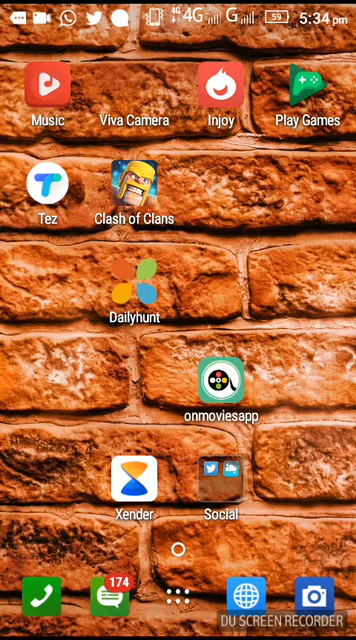 4G 4G G 59 5:34 pm
Music Viva Camera Injoy Play Games
Tez Clash of Clans
Dailyhunt
onmoviesapp
Xender Social
174
DU SCREEN RECORDER